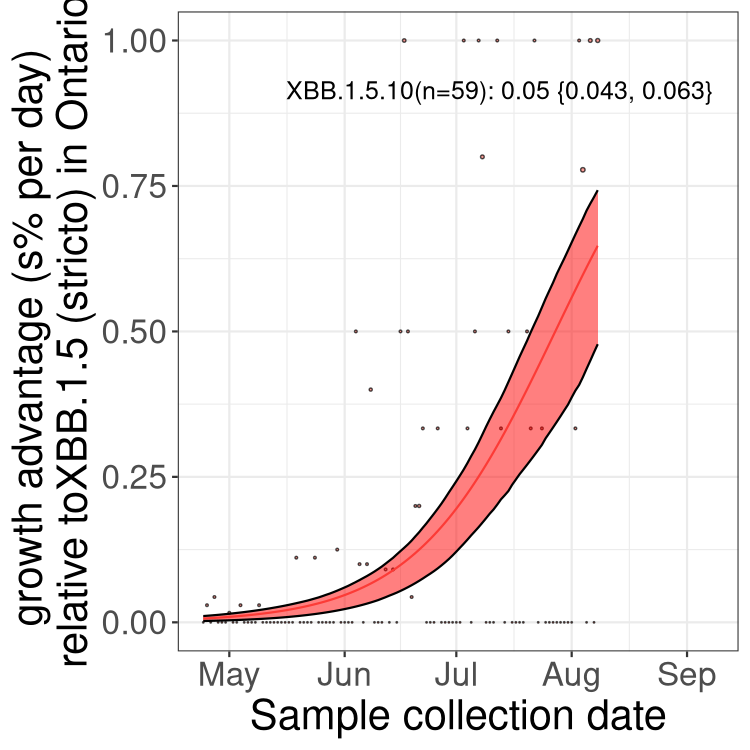 growth advantage (s% per day)
relative toXBB.1.5 (stricto) in Ontario
1.00
XBB.1.5.10(n=59): 0.05 {0.043, 0.063}
0.75
0.50
0.25
0.00
May Jun Jul Aug Sep
Sample collection date